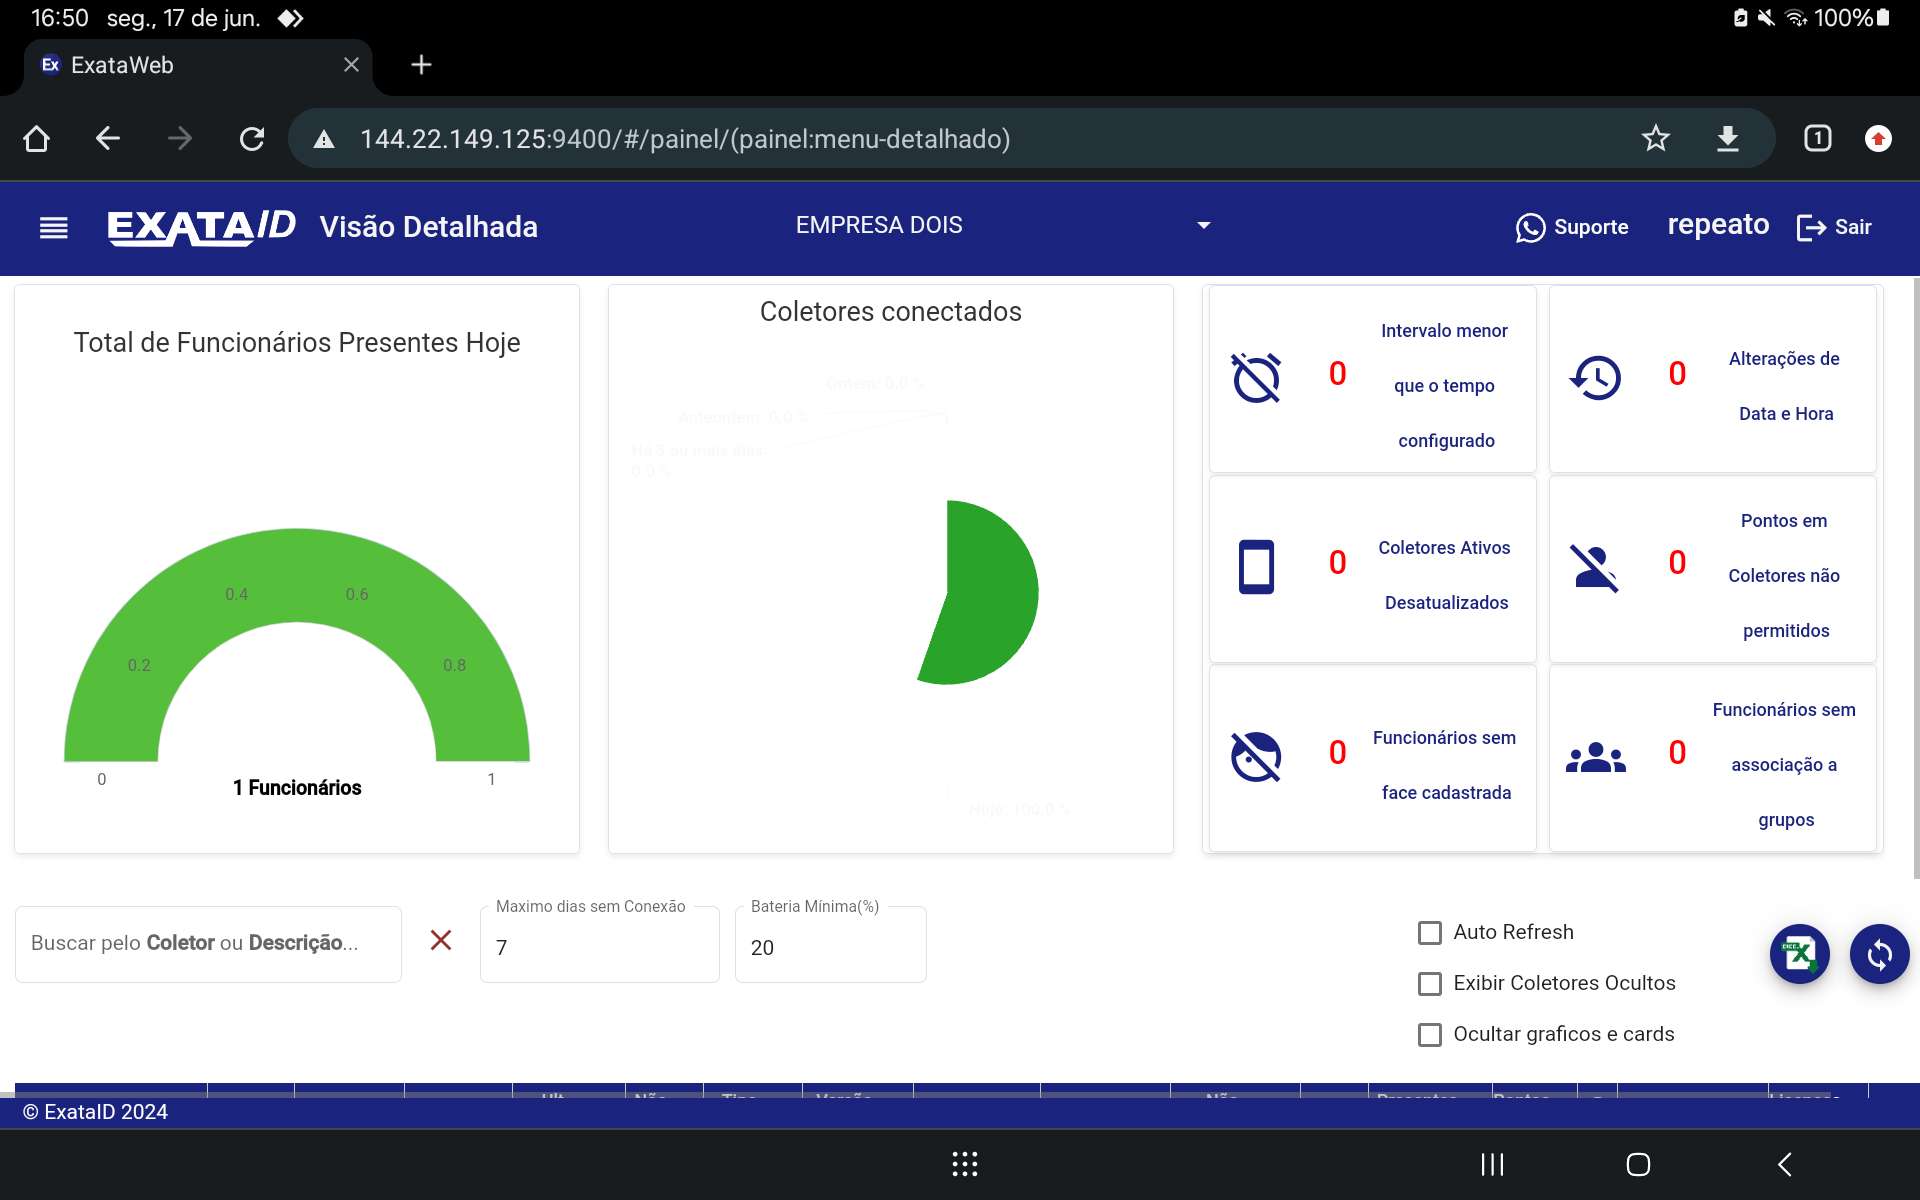 16:50 seg., 17 de jun.
100%
Ex ExataWeb
144.22.149.125:9400/#/painel/(painel:menu-detalhado)
1
EXATAID Visão Detalhada
EMPRESA DOIS
Suporte
repeato
Sair
Total de Funcionários Presentes Hoje
0.4 0.6
0.2 0.8
0 1
1 Funcionários
Coletores conectados
Ontem: 0.0 %
Anteontem: 0.0 %
Há 3 ou mais dias:
0.0 %
Hoje: 100.0 %
0
Intervalo menor
que o tempo
configurado
0
Alterações de
Data e Hora
0
Coletores Ativos
Desatualizados
0
Pontos em
Coletores não
permitidos
0
Funcionários sem
face cadastrada
0
Funcionários sem
associação a
grupos
Buscar pelo Coletor ou Descrição...
Maximo dias sem Conexão
7
Bateria Mínima(%)
20
Auto Refresh
Exibir Coletores Ocultos
Ocultar graficos e cards
© ExataID 2024